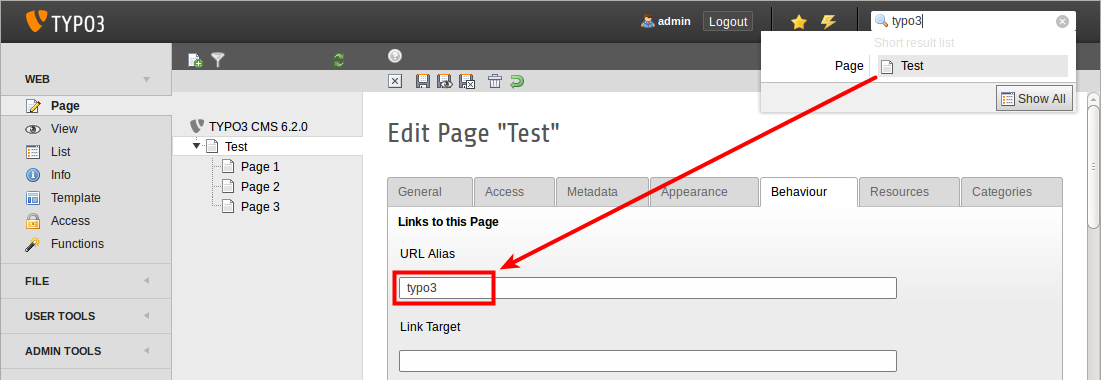 TYPO3
admin
Logout
typo3
Short result list
Page
Test
Show All
WEB
Page
View
List
Info
Template
Access
Functions
FILE
USER TOOLS
ADMIN TOOLS
TYPO3 CMS 6.2.0
Test
Page 1
Page 2
Page 3
Edit Page "Test"
General
Access
Metadata
Appearance
Behaviour
Resources
Categories
Links to this Page
URL Alias
typo3
Link Target